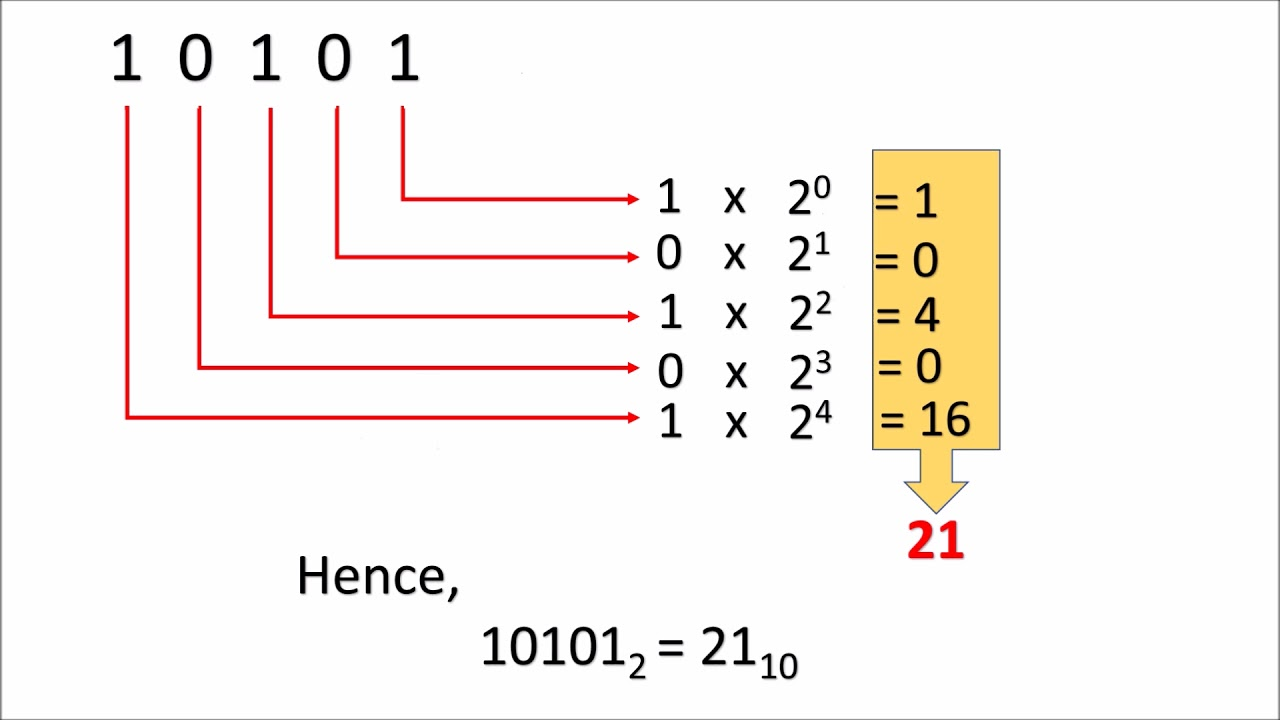 1 0 1 0 1
1 x 2⁰ = 1
0 x 2¹ = 0
1 x 2² = 4
0 x 2³ = 0
1 x 2⁴ = 16
21
Hence,
10101₂ = 21₁₀